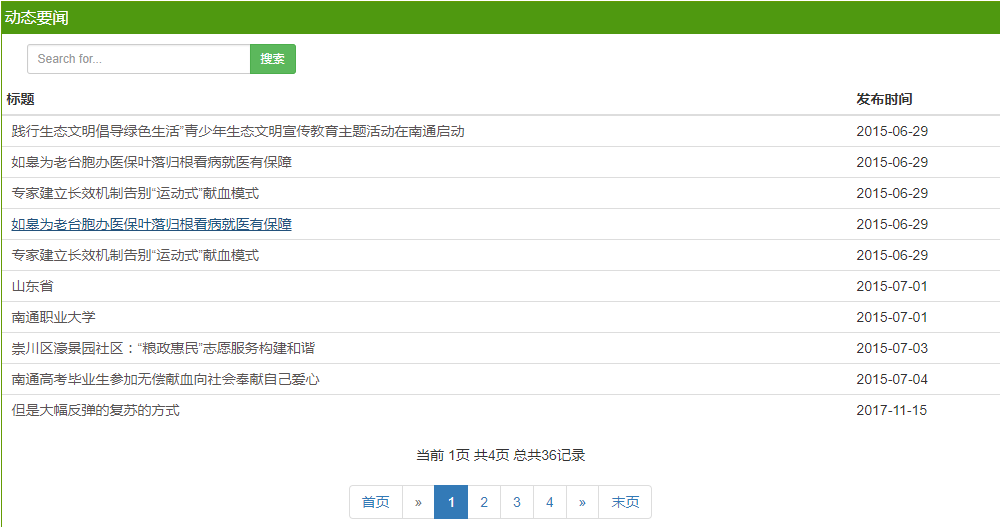 动态要闻
Search for... 搜索
标题 发布时间
践行生态文明倡导绿色生活”青少年生态文明宣传教育主题活动在南通启动 2015-06-29
如皋为老台胞办医保叶落归根看病就医有保障 2015-06-29
专家建立长效机制告别“运动式”献血模式 2015-06-29
如皋为老台胞办医保叶落归根看病就医有保障 2015-06-29
专家建立长效机制告别“运动式”献血模式 2015-06-29
山东省 2015-07-01
南通职业大学 2015-07-01
崇川区濠景园社区：“粮政惠民”志愿服务构建和谐 2015-07-03
南通高考毕业生参加无偿献血向社会奉献自己爱心 2015-07-04
但是大幅反弹的复苏的方式 2017-11-15
当前 1页 共4页 总共36记录
首页 » 1 2 3 4 » 末页